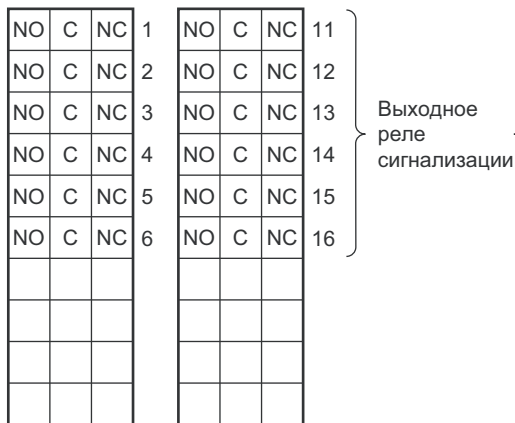 NO C NC 1 NO C NC 11
NO C NC 2 NO C NC 12
NO C NC 3 NO C NC 13
NO C NC 4 NO C NC 14
NO C NC 5 NO C NC 15
NO C NC 6 NO C NC 16
Выходное
реле
сигнализации